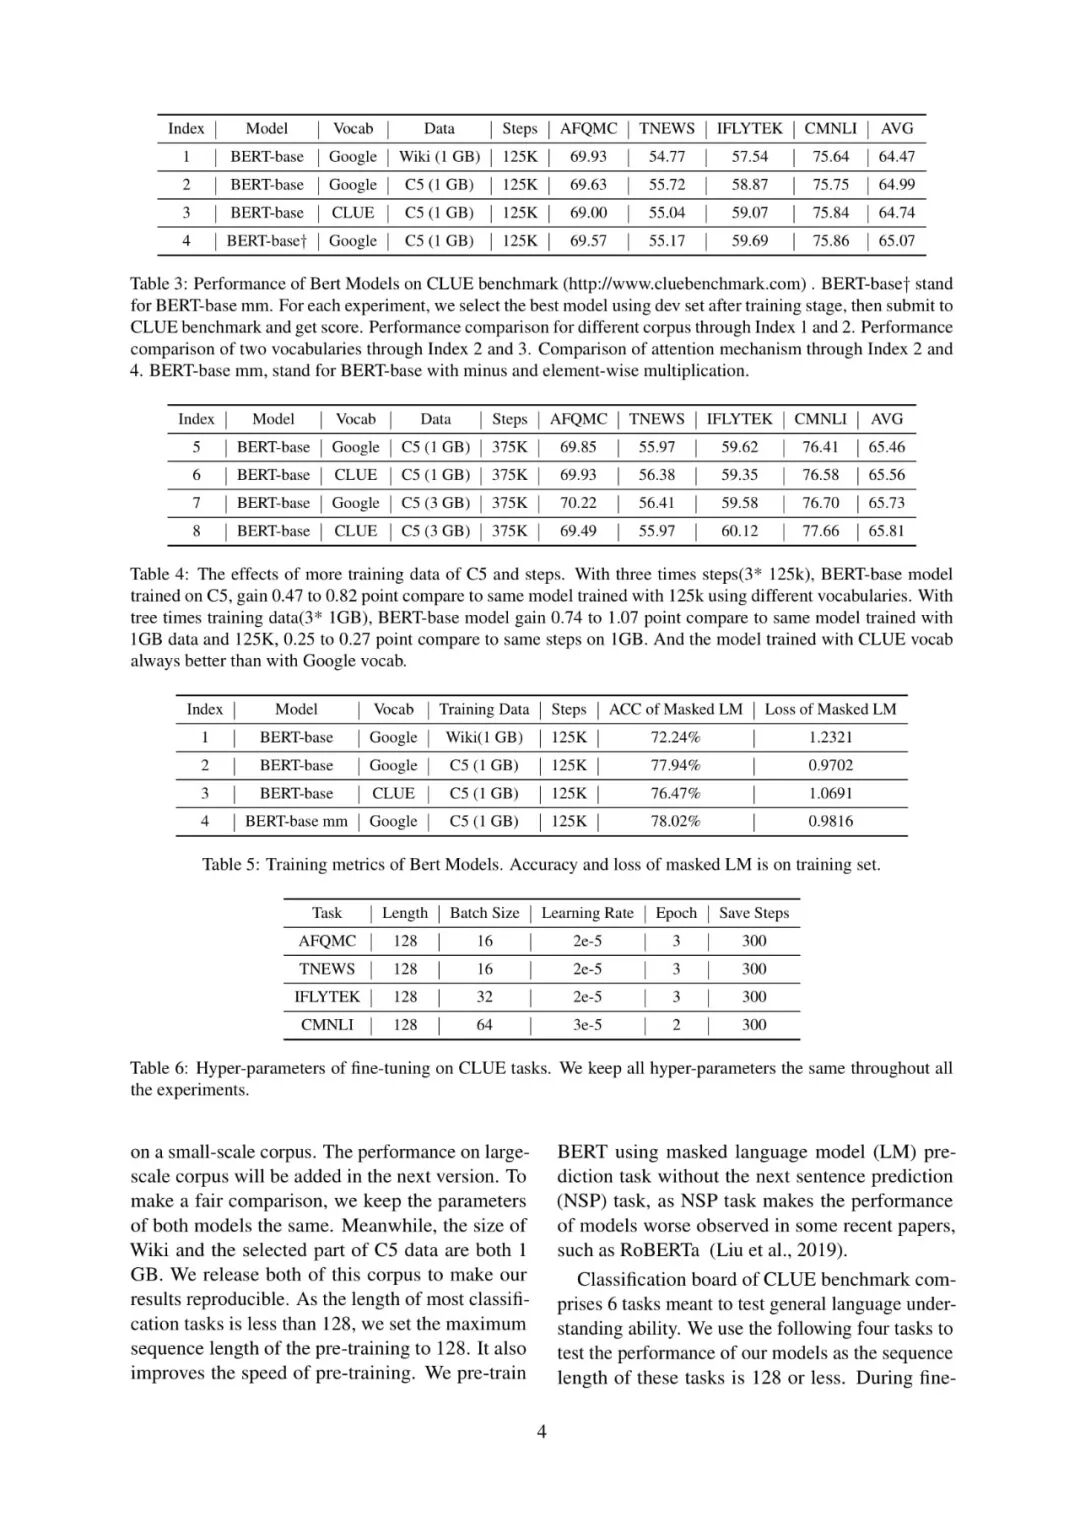 Index | Model | Vocab | Data | Steps | AFQMC | TNEWS | IFLYTEK | CMNLI | AVG
1 | BERT-base | Google | Wiki (1 GB) | 125K | 69.93 | 54.77 | 57.54 | 75.64 | 64.47
2 | BERT-base | Google | C5 (1 GB) | 125K | 69.63 | 55.72 | 58.87 | 75.75 | 64.99
3 | BERT-base | CLUE | C5 (1 GB) | 125K | 69.00 | 55.04 | 59.07 | 75.84 | 64.74
4 | BERT-base† | Google | C5 (1 GB) | 125K | 69.57 | 55.17 | 59.69 | 75.86 | 65.07
Table 3: Performance of Bert Models on CLUE benchmark (http://www.cluebenchmark.com) . BERT-base† stand
for BERT-base mm. For each experiment, we select the best model using dev set after training stage, then submit to
CLUE benchmark and get score. Performance comparison for different corpus through Index 1 and 2. Performance
comparison of two vocabularies through Index 2 and 3. Comparison of attention mechanism through Index 2 and
4. BERT-base mm, stand for BERT-base with minus and element-wise multiplication.
Index | Model | Vocab | Data | Steps | AFQMC | TNEWS | IFLYTEK | CMNLI | AVG
5 | BERT-base | Google | C5 (1 GB) | 375K | 69.85 | 55.97 | 59.62 | 76.41 | 65.46
6 | BERT-base | CLUE | C5 (1 GB) | 375K | 69.93 | 56.38 | 59.35 | 76.58 | 65.56
7 | BERT-base | Google | C5 (3 GB) | 375K | 70.22 | 56.41 | 59.58 | 76.70 | 65.73
8 | BERT-base | CLUE | C5 (3 GB) | 375K | 69.49 | 55.97 | 60.12 | 77.66 | 65.81
Table 4: The effects of more training data of C5 and steps. With three times steps(3* 125k), BERT-base model
trained on C5, gain 0.47 to 0.82 point compare to same model trained with 125k using different vocabularies. With
tree times training data(3* 1GB), BERT-base model gain 0.74 to 1.07 point compare to same model trained with
1GB data and 125K, 0.25 to 0.27 point compare to same steps on 1GB. And the model trained with CLUE vocab
always better than with Google vocab.
Index | Model | Vocab | Training Data | Steps | ACC of Masked LM | Loss of Masked LM
1 | BERT-base | Google | Wiki(1 GB) | 125K | 72.24% | 1.2321
2 | BERT-base | Google | C5 (1 GB) | 125K | 77.94% | 0.9702
3 | BERT-base | CLUE | C5 (1 GB) | 125K | 76.47% | 1.0691
4 | BERT-base mm | Google | C5 (1 GB) | 125K | 78.02% | 0.9816
Table 5: Training metrics of Bert Models. Accuracy and loss of masked LM is on training set.
Task | Length | Batch Size | Learning Rate | Epoch | Save Steps
AFQMC | 128 | 16 | 2e-5 | 3 | 300
TNEWS | 128 | 16 | 2e-5 | 3 | 300
IFLYTEK | 128 | 32 | 2e-5 | 3 | 300
CMNLI | 128 | 64 | 3e-5 | 2 | 300
Table 6: Hyper-parameters of fine-tuning on CLUE tasks. We keep all hyper-parameters the same throughout all
the experiments.
on a small-scale corpus. The performance on large-
scale corpus will be added in the next version. To
make a fair comparison, we keep the parameters
of both models the same. Meanwhile, the size of
Wiki and the selected part of C5 data are both 1
GB. We release both of this corpus to make our
results reproducible. As the length of most classifi-
cation tasks is less than 128, we set the maximum
sequence length of the pre-training to 128. It also
improves the speed of pre-training. We pre-train
BERT using masked language model (LM) pre-
diction task without the next sentence prediction
(NSP) task, as NSP task makes the performance
of models worse observed in some recent papers,
such as RoBERTa (Liu et al., 2019).
Classification board of CLUE benchmark com-
prises 6 tasks meant to test general language under-
standing ability. We use the following four tasks to
test the performance of our models as the sequence
length of these tasks is 128 or less. During fine-
4